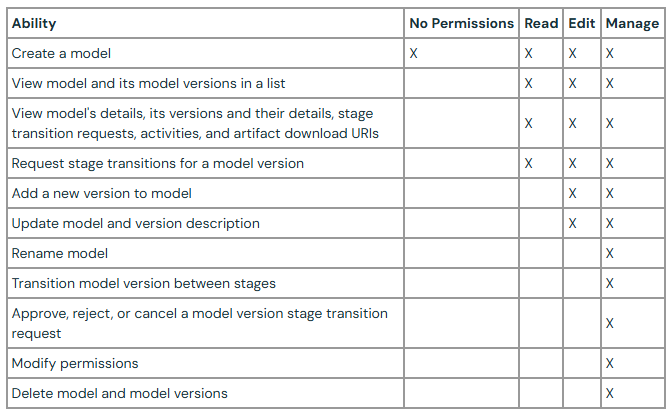 Ability No Permissions Read Edit Manage
Create a model X X X X
View model and its model versions in a list X X X
View model's details, its versions and their details, stage
transition requests, activities, and artifact download URIs X X X
Request stage transitions for a model version X X X
Add a new version to model X X
Update model and version description X X
Rename model X
Transition model version between stages X
Approve, reject, or cancel a model version stage transition
request X
Modify permissions X
Delete model and model versions X